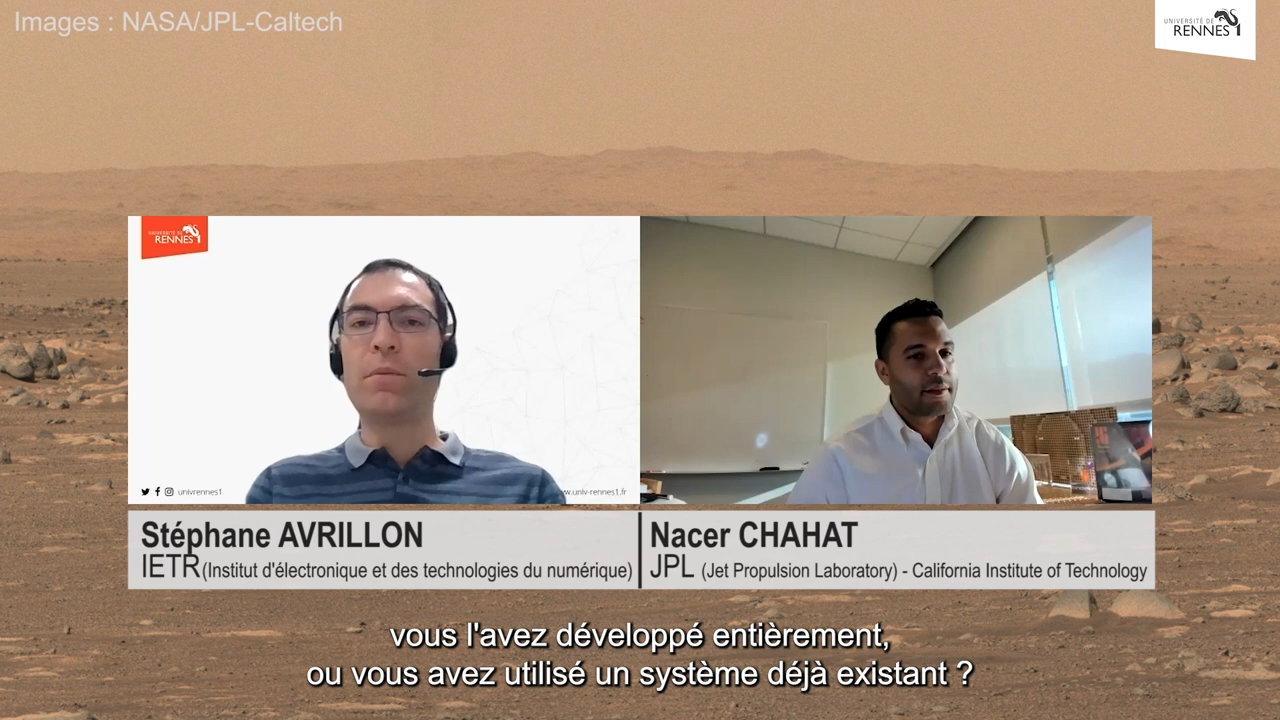 Images : NASA/JPL-Caltech
UNIVERSITÉ DE
RENNES 1
UNIVERSITÉ DE
RENNES 1
univrennes1
w.univ-rennes1.fr
Stéphane AVRILLON
IETR (Institut d'électronique et des technologies du numérique)
Nacer CHAHAT
JPL (Jet Propulsion Laboratory) - California Institute of Technology
vous l'avez développé entièrement,
ou vous avez utilisé un système déjà existant ?